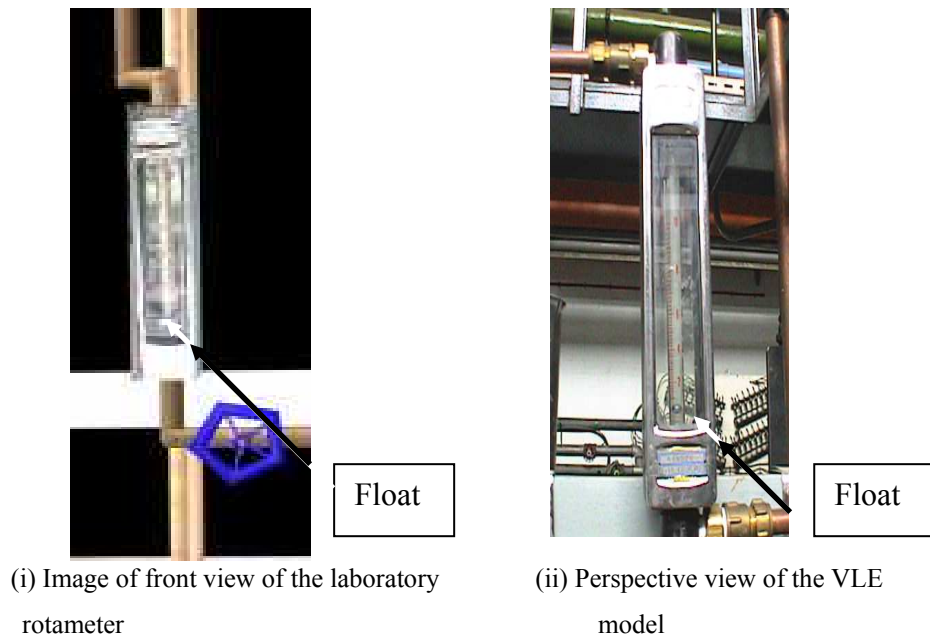 Float
Float
(i) Image of front view of the laboratory
rotameter
(ii) Perspective view of the VLE
model